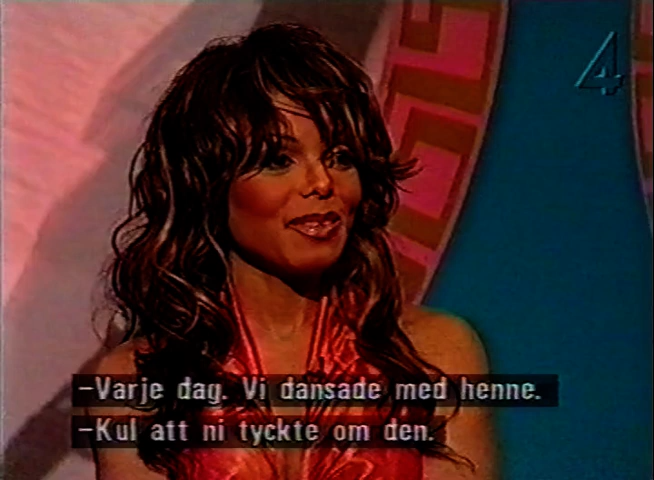 4
-Varje dag. Vi dansade med henne.
-Kul att ni tyckte om den.